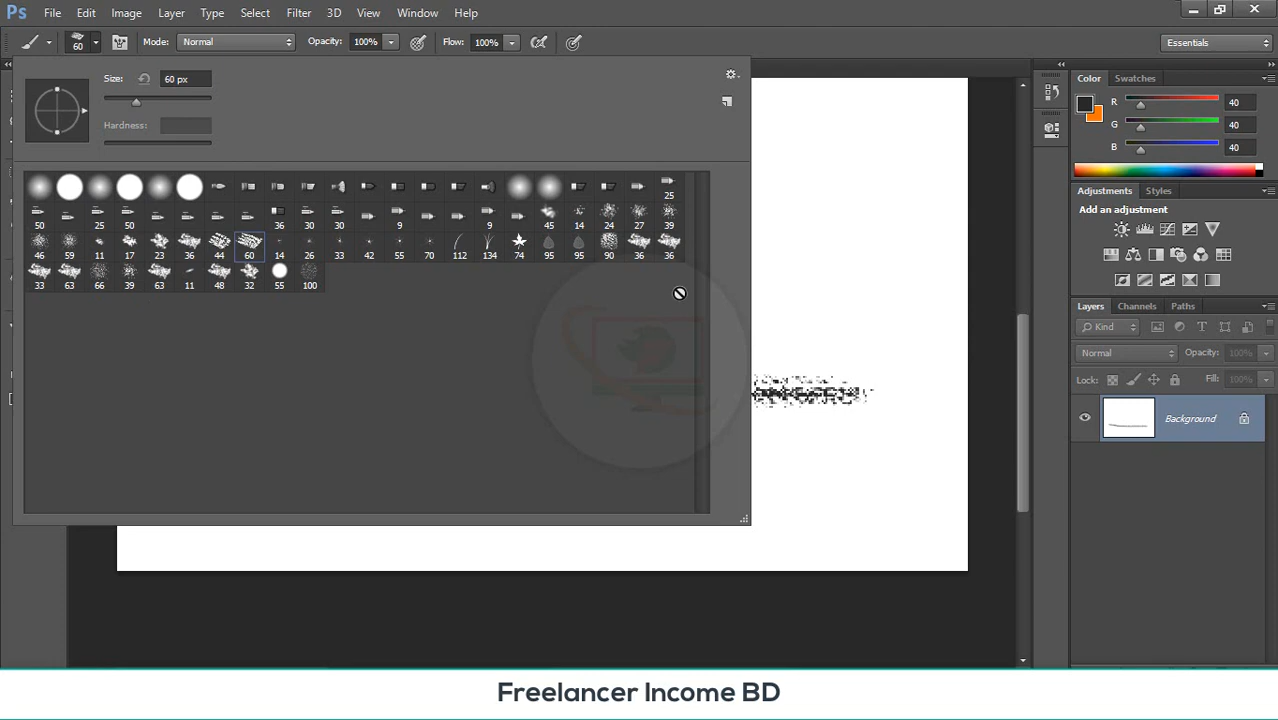 Ps File Edit Image Layer Type Select Filter 3D View Window Help
60 Mode: Normal Opacity: 100% Flow: 100% Essentials
Size: 60 px
Hardness:
25
50 25 50 36 30 30 9 9 45 14 24 27 39
46 59 11 17 23 36 44 60 14 26 33 42 55 70 112 134 74 95 95 90 36 36
33 63 66 39 63 11 48 32 55 100
Color Swatches
R 40
G 40
B 40
Adjustments Styles
Add an adjustment
Layers Channels Paths
Kind
Normal Opacity: 100%
Lock: Fill: 100%
Background
Freelancer Income BD